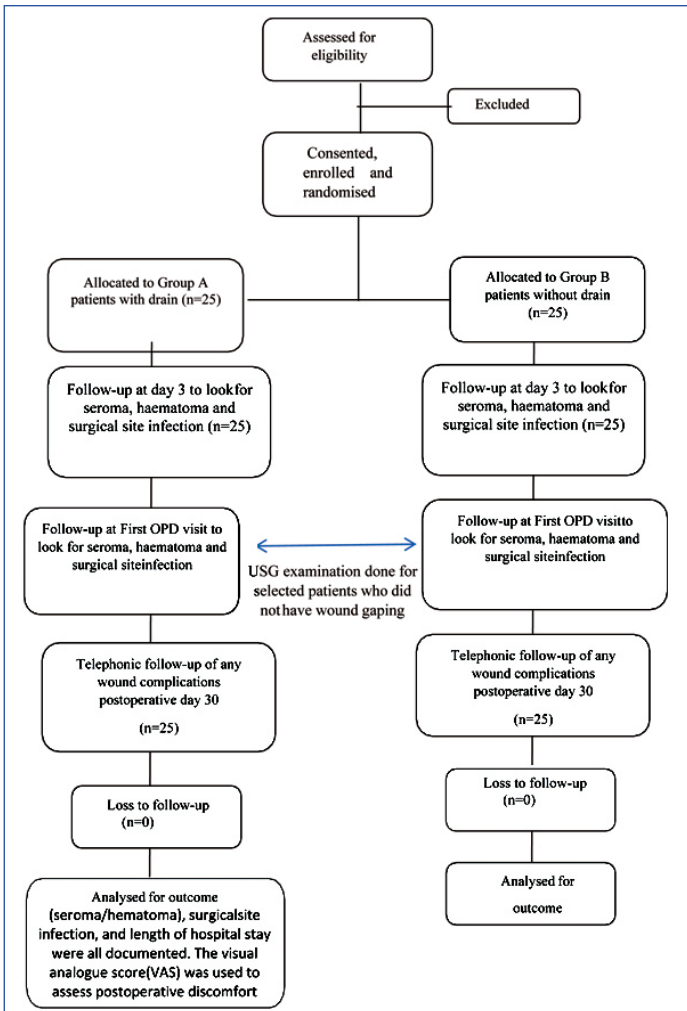 Assessed for
eligibility
Excluded
Consented,
enrolled and
randomised
Allocated to Group A
patients with drain (n=25)
Allocated to Group B
patients without drain
(n=25)
Follow-up at day 3 to lookfor
seroma, haematoma and
surgical site infection (n=25)
Follow-up at day 3 to look for
seroma, haematoma and
surgical site infection (n=25)
Follow-up at First OPD visit to
look for seroma, haematoma and
surgical siteinfection
USG examination done for
selected patients who did
not have wound gaping
Follow-up at First OPD visitto
look for seroma, haematoma and
surgical site infection
Telephonic follow-up of any
wound complications
postoperative day 30
(n=25)
Telephonic follow-up of any
wound complications
postoperative day 30
(n=25)
Loss to follow-up
(n=0)
Loss to follow-up
(n=0)
Analysed for outcome
(seroma/hematoma), surgicalsite
infection, and length of hospital stay
were all documented. The visual
analogue score(VAS) was used to
assess postoperative discomfort
Analysed for
outcome